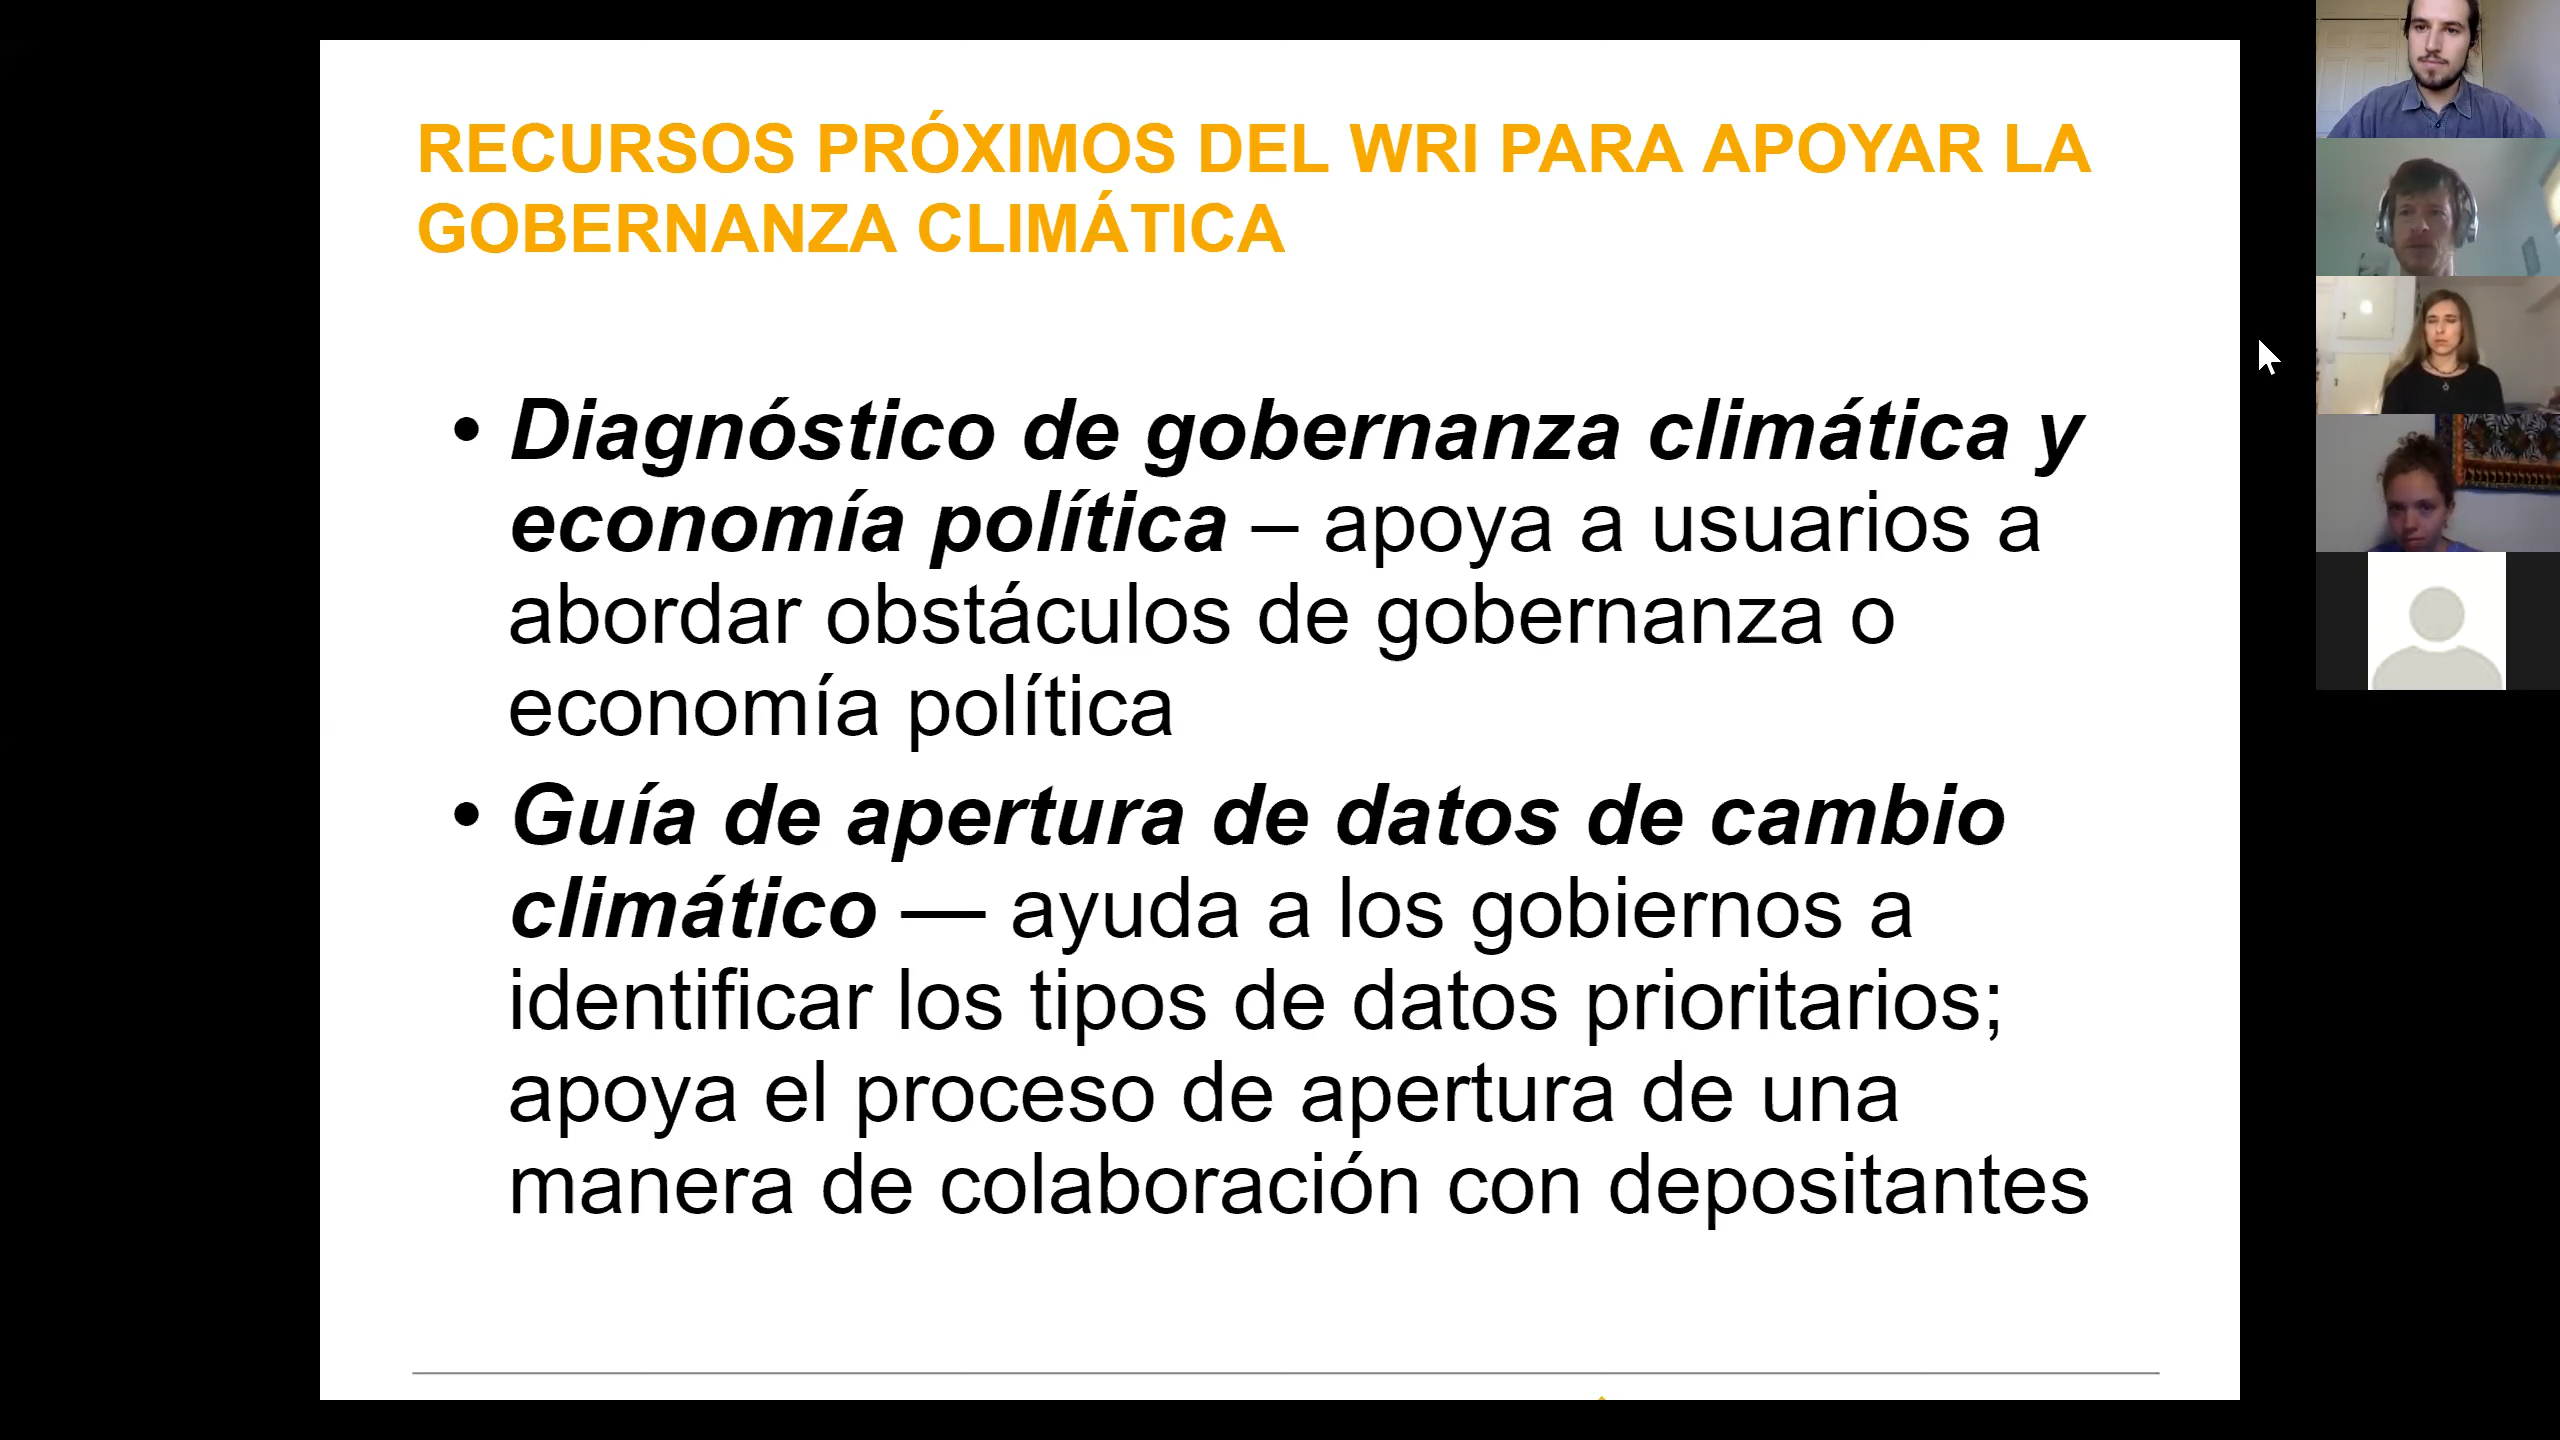 RECURSOS PRÓXIMOS DEL WRI PARA APOYAR LA
GOBERNANZA CLIMÁTICA
• Diagnóstico de gobernanza climática y
economía política – apoya a usuarios a
abordar obstáculos de gobernanza o
economía política
• Guía de apertura de datos de cambio
climático — ayuda a los gobiernos a
identificar los tipos de datos prioritarios;
apoya el proceso de apertura de una
manera de colaboración con depositantes